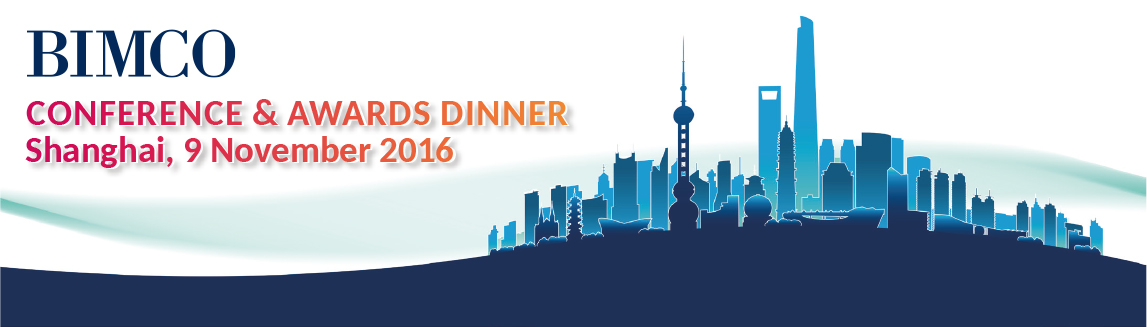 BIMCO
CONFERENCE & AWARDS DINNER
Shanghai, 9 November 2016